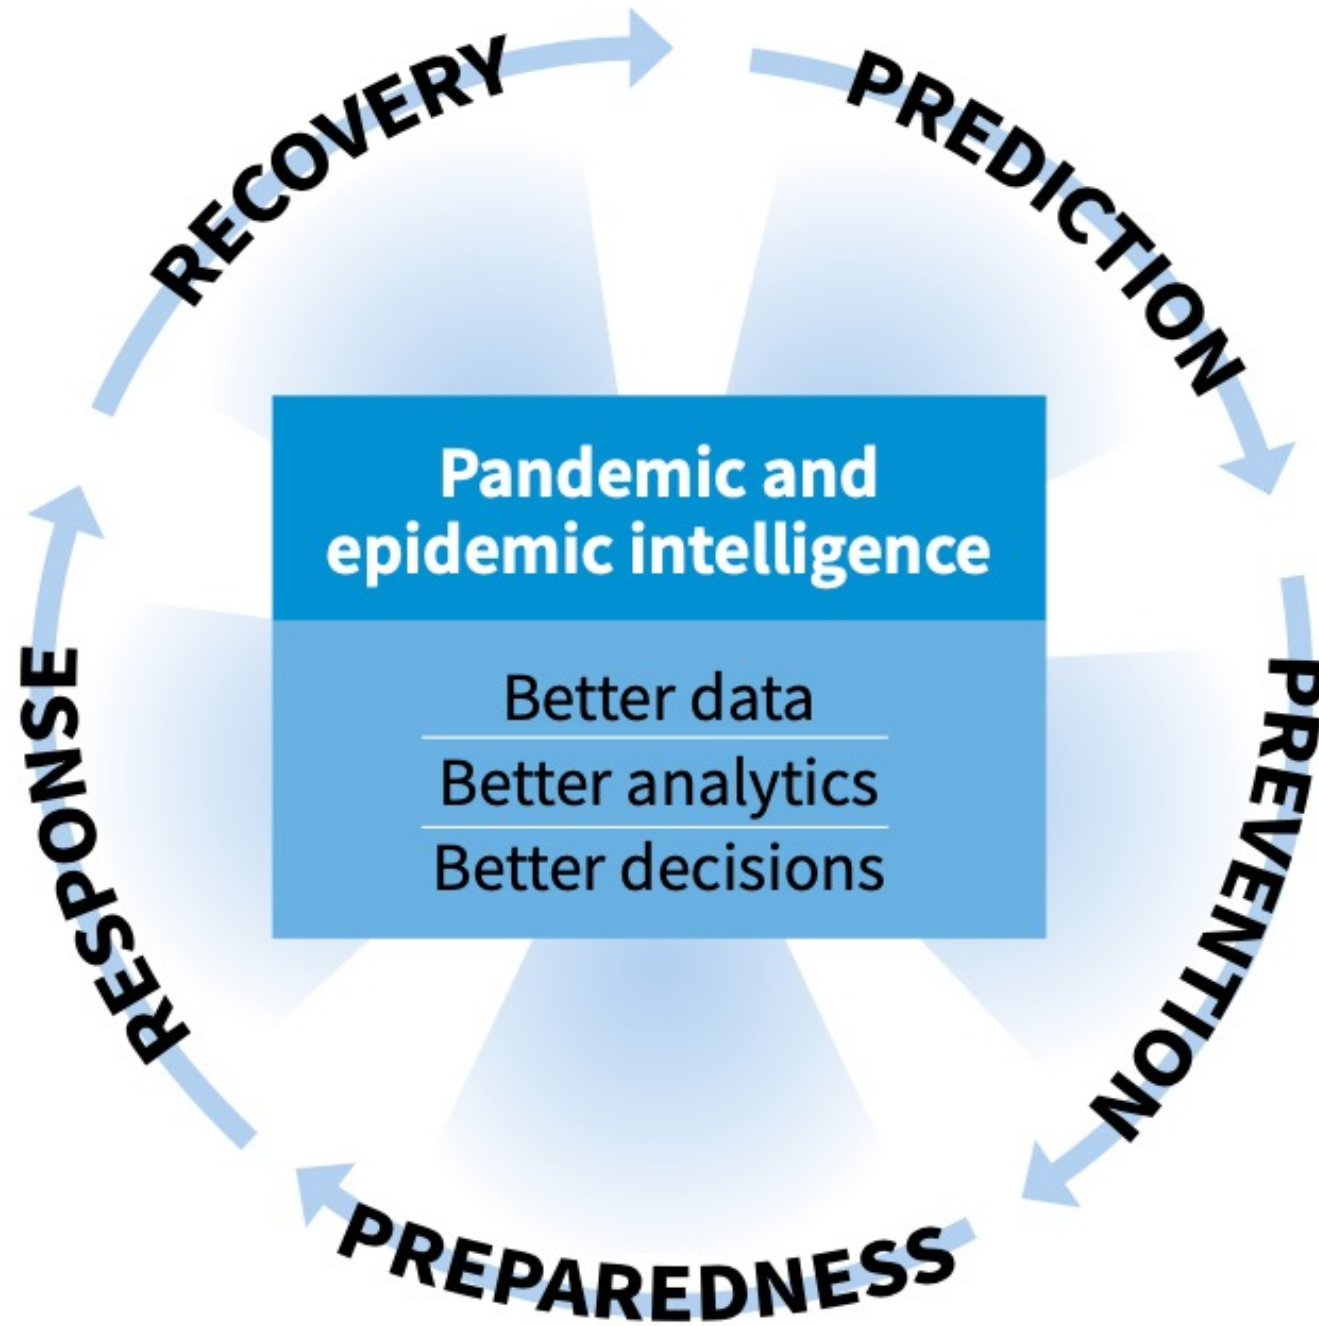 RECOVERY
PREDICTION
Pandemic and
epidemic intelligence
Better data
Better analytics
Better decisions
PREVENTION
RESPONSE
PREPAREDNESS